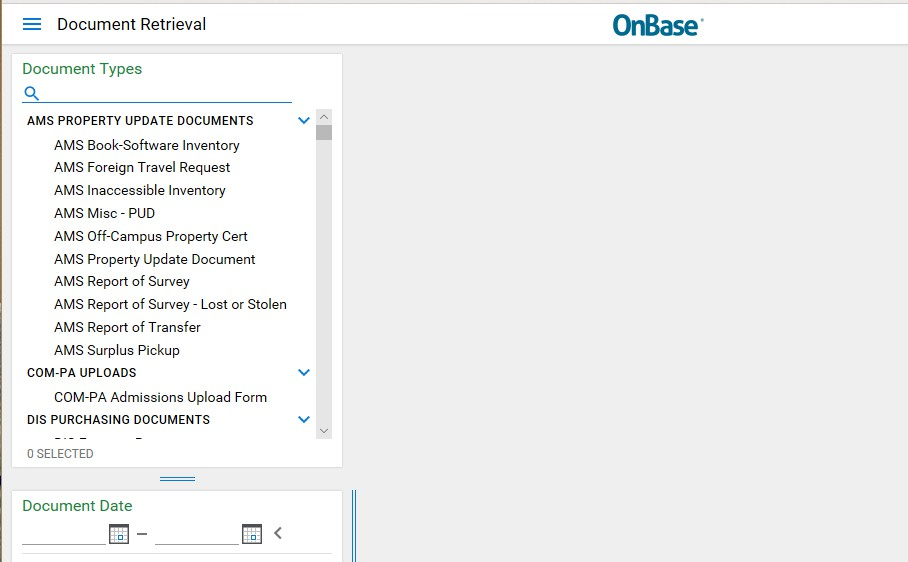 Document Retrieval
OnBase
Document Types
AMS PROPERTY UPDATE DOCUMENTS
AMS Book-Software Inventory
AMS Foreign Travel Request
AMS Inaccessible Inventory
AMS Misc - PUD
AMS Off-Campus Property Cert
AMS Property Update Document
AMS Report of Survey
AMS Report of Survey - Lost or Stolen
AMS Report of Transfer
AMS Surplus Pickup
COM-PA UPLOADS
COM-PA Admissions Upload Form
DIS PURCHASING DOCUMENTS
0 SELECTED
Document Date